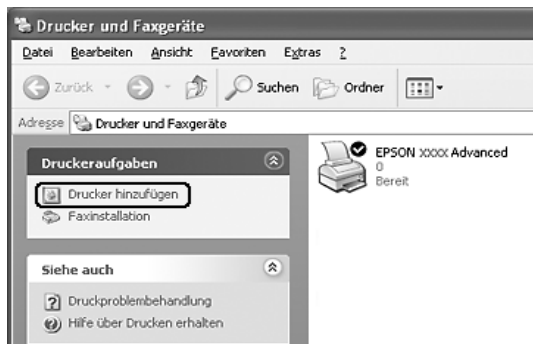 Drucker und Faxgeräte
Datei Bearbeiten Ansicht Favoriten Extras ?
Zurück Suchen Ordner
Adresse Drucker und Faxgeräte
Druckeraufgaben
Drucker hinzufügen
Faxinstallation
Siehe auch
Druckproblembehandlung
Hilfe über Drucken erhalten
EPSON XXXX Advanced
0
Bereit